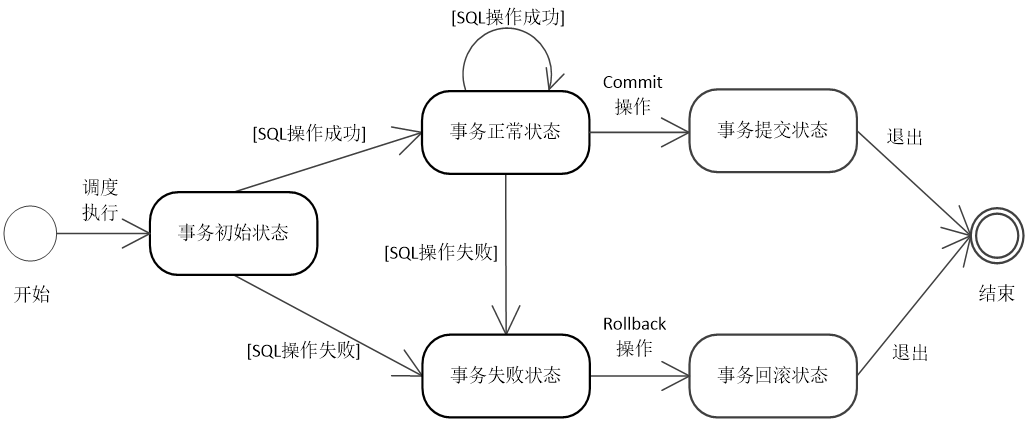 [SQL操作成功]
Commit
操作
事务正常状态
事务提交状态
[SQL操作成功]
退出
调度
执行
事务初始状态
[SQL操作失败]
开始
结束
Rollback
操作
[SQL操作失败]
退出
事务失败状态
事务回滚状态